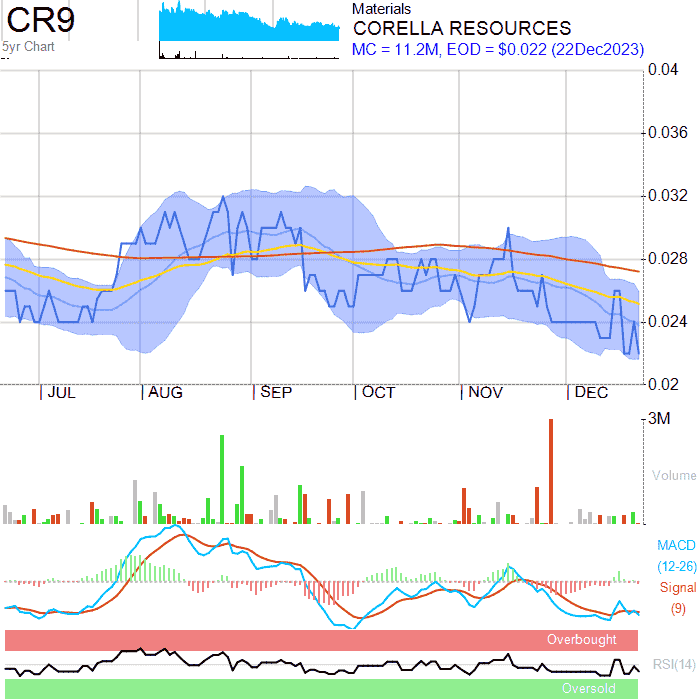 CR9
5yr Chart
Materials
CORELLA RESOURCES
MC = 11.2M, EOD = $0.022 (22Dec2023)
0.04
0.036
0.032
0.028
0.024
0.02
JUL AUG SEP OCT NOV DEC
3M
Volume
MACD
(12-26)
Signal
(9)
Overbought
RSI(14)
Oversold